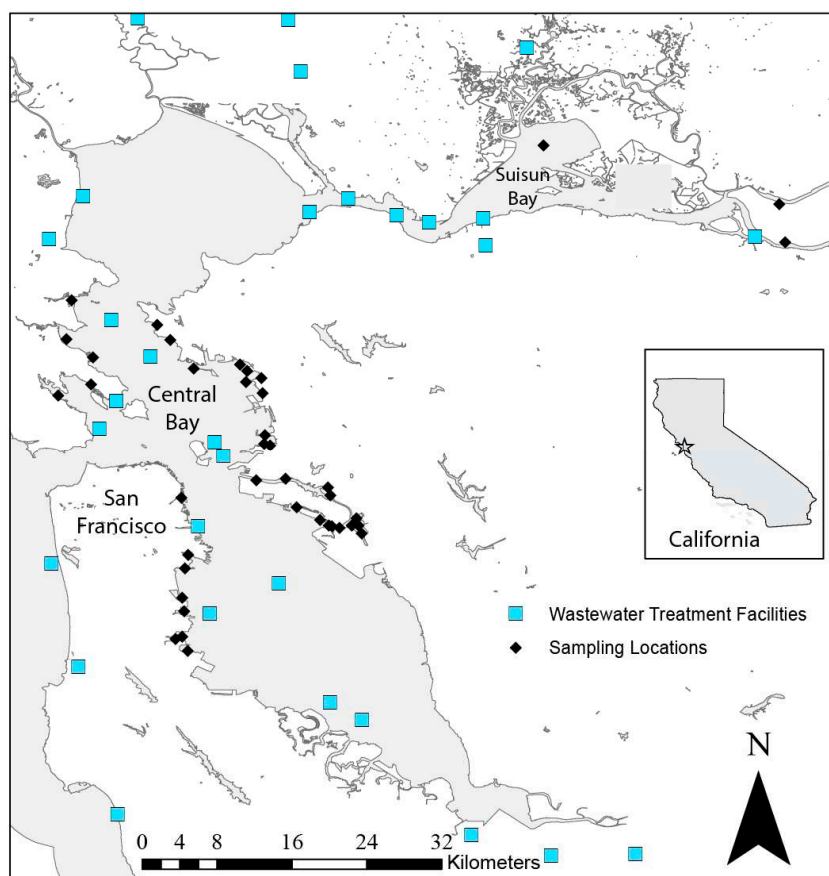 Suisun
Bay
Central
Bay
San
Francisco
California
Wastewater Treatment Facilities
Sampling Locations
N
0 4 8 16 24 32
Kilometers